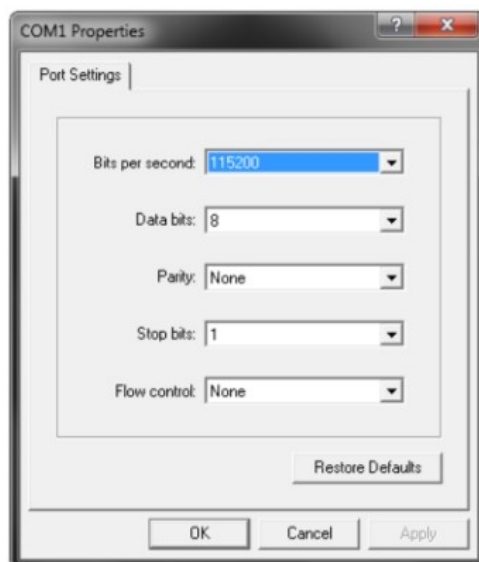 COM1 Properties
?
Port Settings
Bits per second: 115200
Data bits: 8
Parity: None
Stop bits: 1
Flow control: None
Restore Defaults
OK Cancel Apply